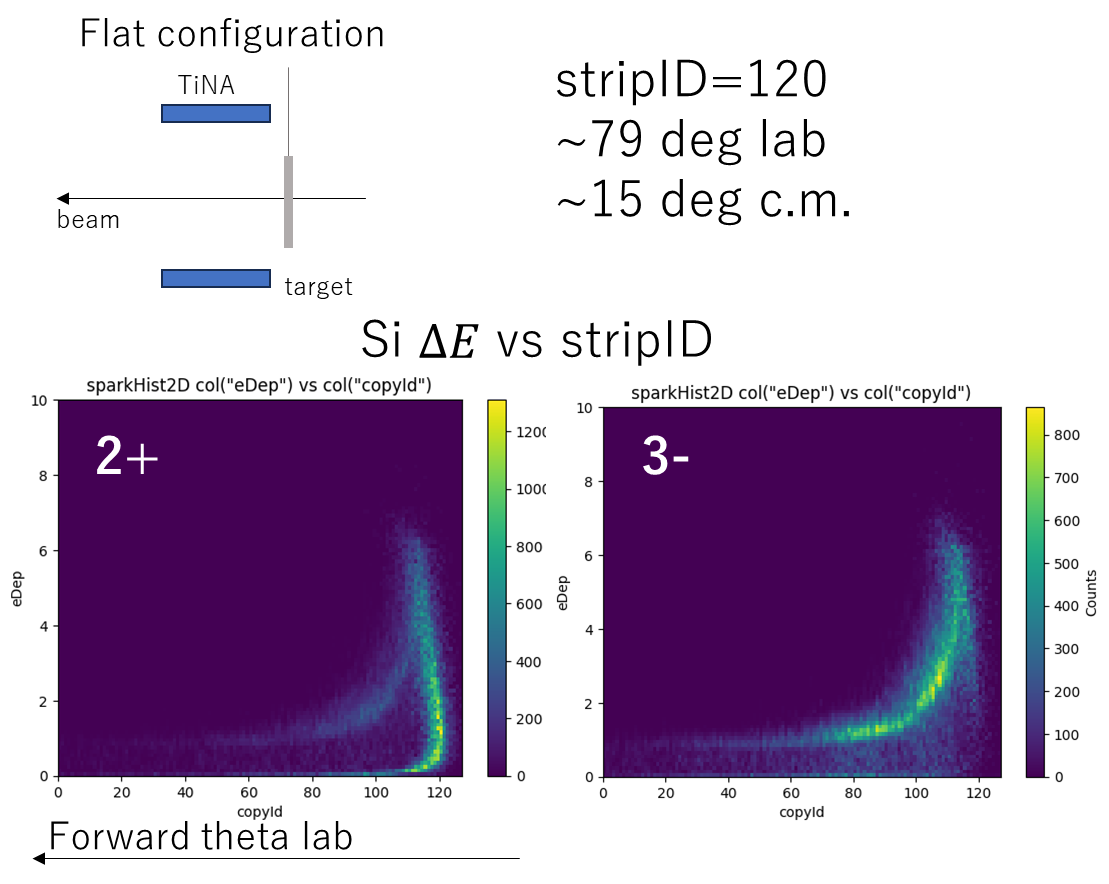 Flat configuration
TiNA
beam
target
stripID=120
~79 deg lab
~15 deg c.m.
Si ΔE vs stripID
sparkHist2D col("eDep") vs col("copyId")
2+
10
8
6
4
2
0
eDep
0 20 40 60 80 100 120
copyId
1200
1000
800
600
400
200
0
sparkHist2D col("eDep") vs col("copyId")
3-
10
8
6
4
2
0
eDep
0 20 40 60 80 100 120
copyId
800
700
600
500
400
300
200
100
0
Counts
Forward theta lab